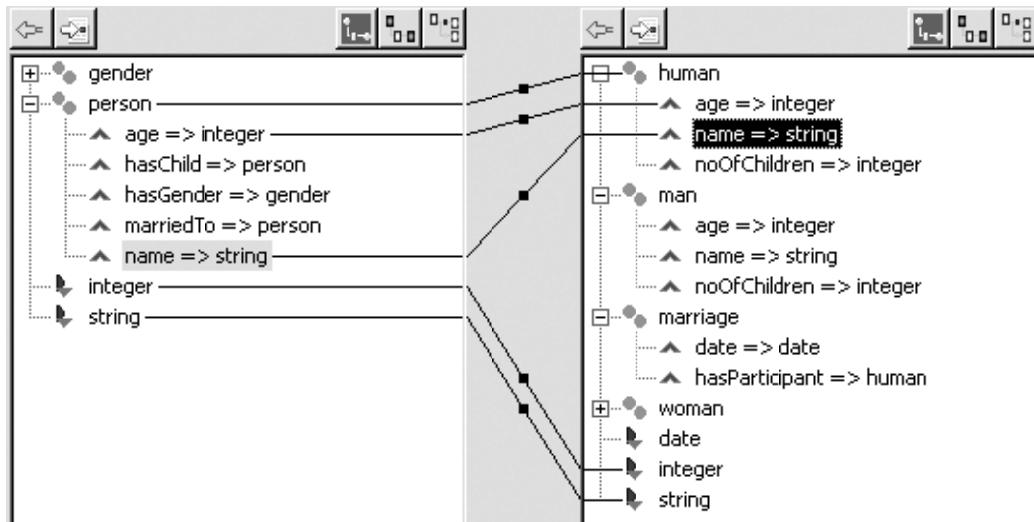 gender
person
age => integer
hasChild => person
hasGender => gender
marriedTo => person
name => string
integer
string
human
age => integer
name => string
noOfChildren => integer
man
age => integer
name => string
noOfChildren => integer
marriage
date => date
hasParticipant => human
woman
date
integer
string